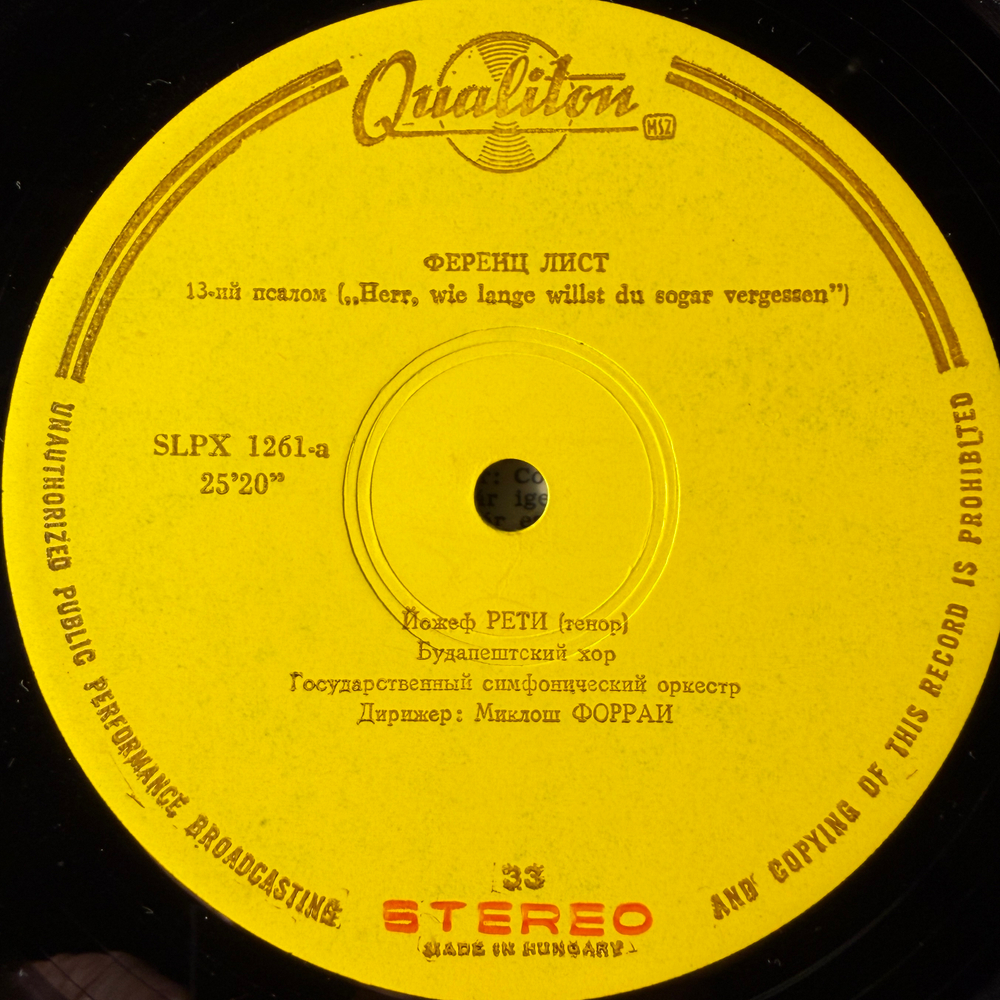 Qualiton
MSZ
ФЕРЕНЦ ЛИСТ
13-ий псалом („Herr, wie lange willst du sogar vergessen”)
SLPX 1261-a
25’20”
Йожеф РЕТИ (тенор)
Будапештский хор
Государственный симфонический оркестр
Дирижер: Миклош ФОРРАИ
33
STEREO
MADE IN HUNGARY
UNAUTHORIZED PUBLIC PERFORMANCE BROADCASTING
AND COPYING OF THIS RECORD IS PROHIBITED